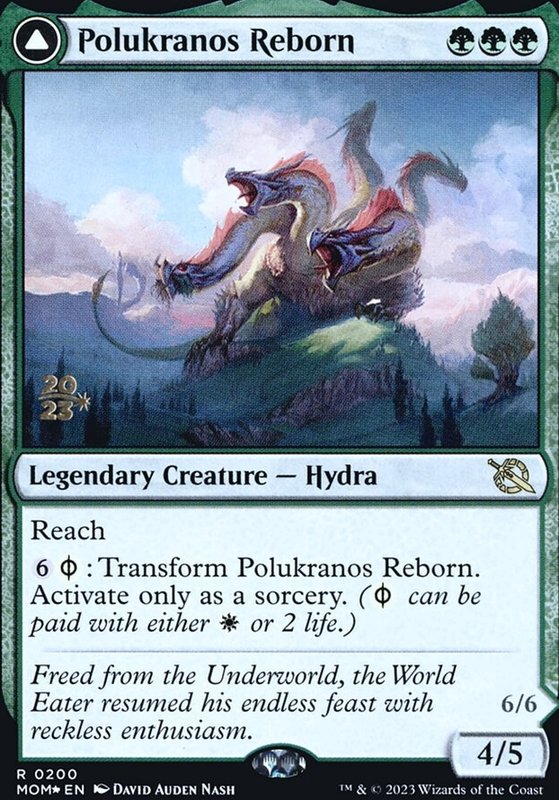 Polukranos Reborn
20
23
Legendary Creature — Hydra
Reach
6 : Transform Polukranos Reborn.
Activate only as a sorcery. ( can be
paid with either or 2 life.)
Freed from the Underworld, the World
Eater resumed his endless feast with
reckless enthusiasm.
6/6
4/5
R 0200
MOM★EN DAVID AUDEN NASH
™ & © 2023 Wizards of the Coast